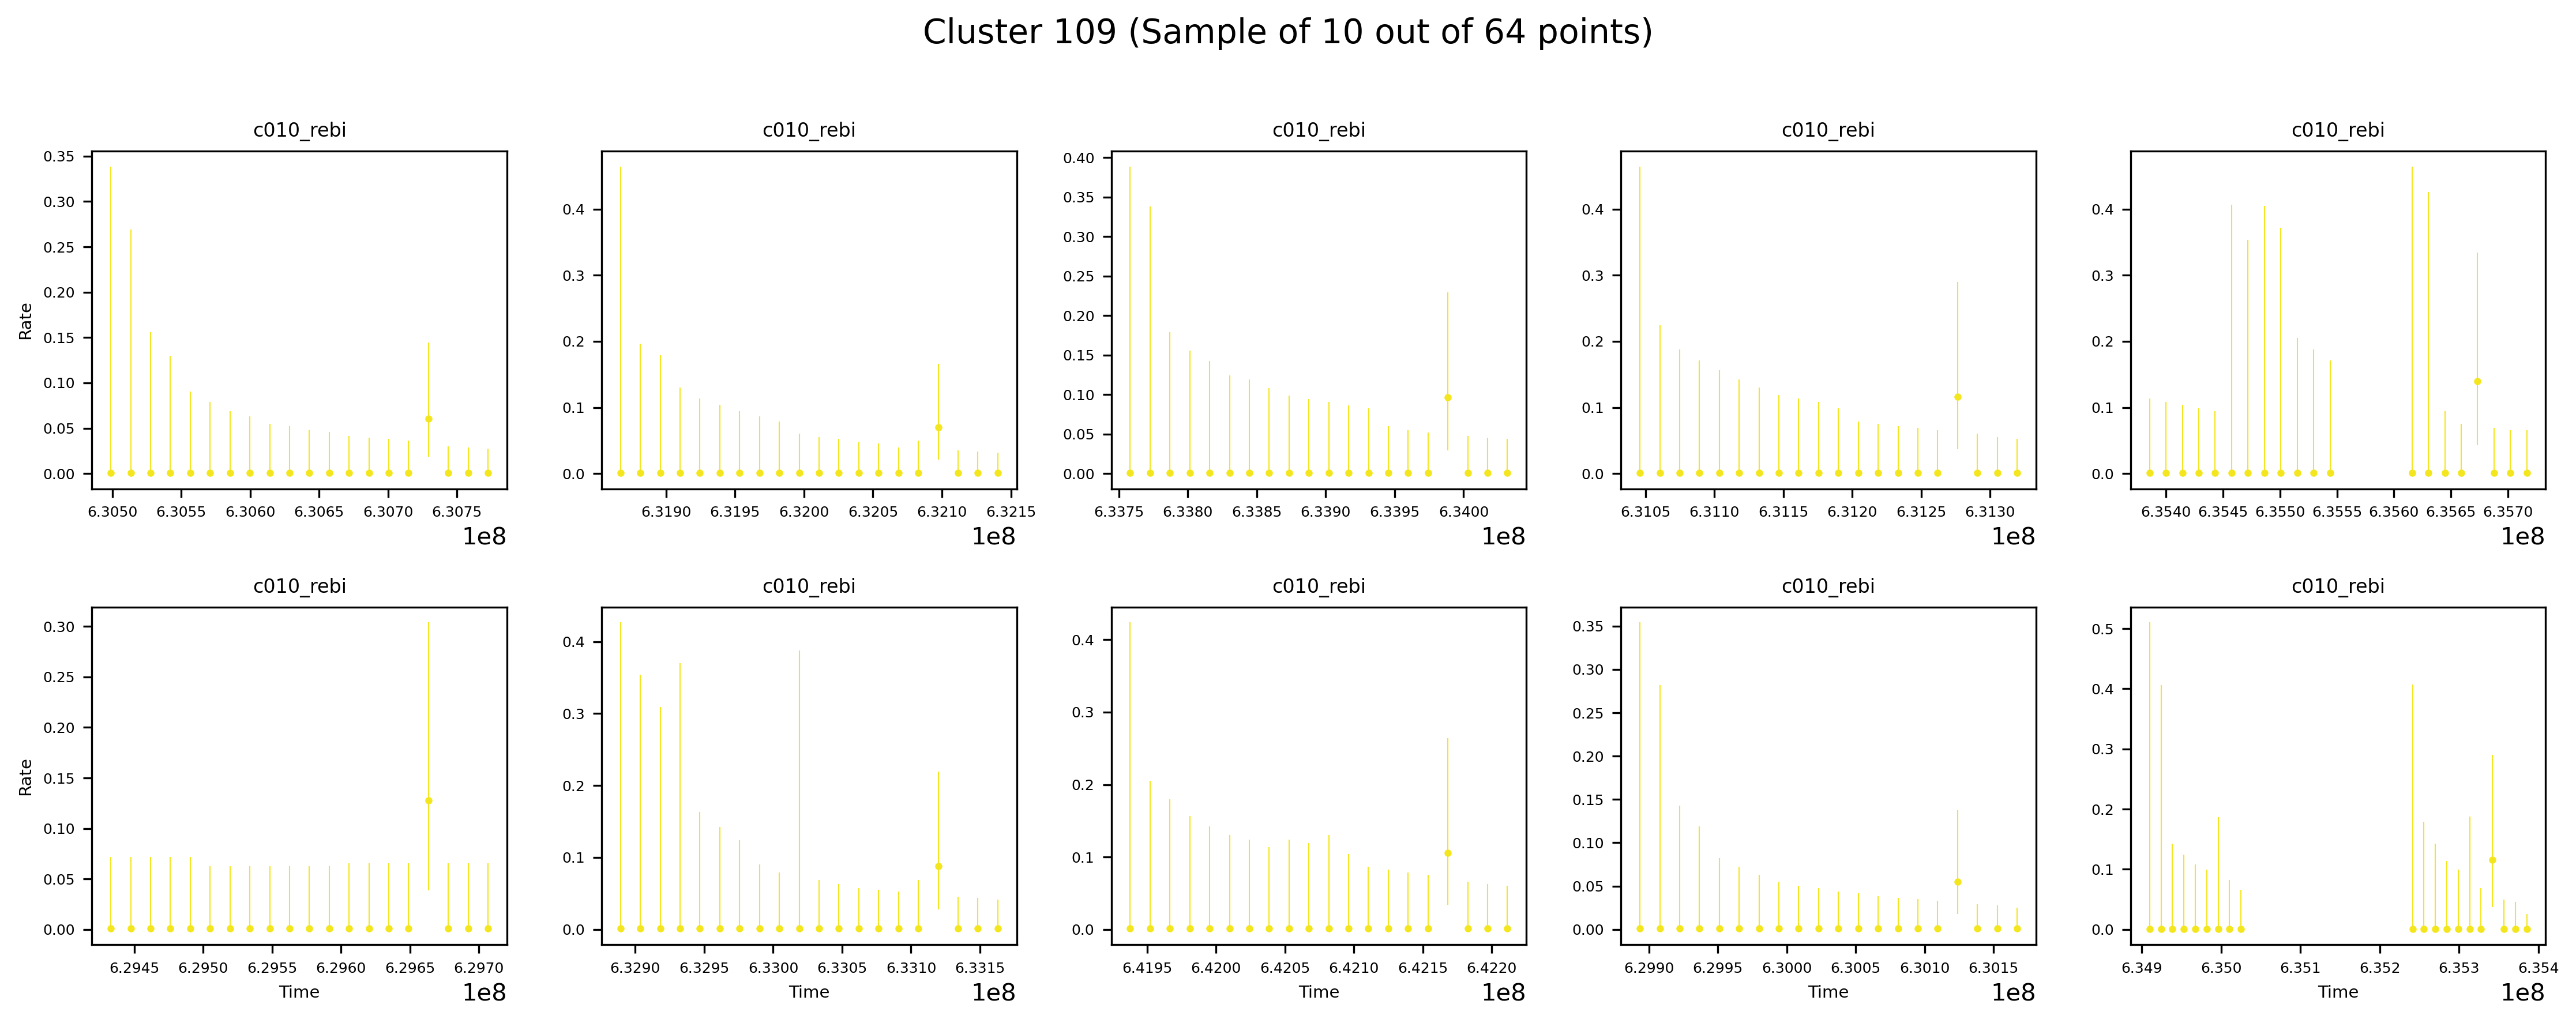 Cluster 109 (Sample of 10 out of 64 points)
c010_rebi c010_rebi c010_rebi c010_rebi c010_rebi
Rate
0.35 0.30 0.25 0.20 0.15 0.10 0.05 0.00
6.3050 6.3055 6.3060 6.3065 6.3070 6.3075
1e8
0.4 0.3 0.2 0.1 0.0
6.3190 6.3195 6.3200 6.3205 6.3210 6.3215
1e8
0.40 0.35 0.30 0.25 0.20 0.15 0.10 0.05 0.00
6.3375 6.3380 6.3385 6.3390 6.3395 6.3400
1e8
0.4 0.3 0.2 0.1 0.0
6.3105 6.3110 6.3115 6.3120 6.3125 6.3130
1e8
0.4 0.3 0.2 0.1 0.0
6.3540 6.3545 6.3550 6.3555 6.3560 6.3565 6.3570
1e8
c010_rebi c010_rebi c010_rebi c010_rebi c010_rebi
Rate
0.30 0.25 0.20 0.15 0.10 0.05 0.00
6.2945 6.2950 6.2955 6.2960 6.2965 6.2970
Time 1e8
0.4 0.3 0.2 0.1 0.0
6.3290 6.3295 6.3300 6.3305 6.3310 6.3315
Time 1e8
0.4 0.3 0.2 0.1 0.0
6.4195 6.4200 6.4205 6.4210 6.4215 6.4220
Time 1e8
0.35 0.30 0.25 0.20 0.15 0.10 0.05 0.00
6.2990 6.2995 6.3000 6.3005 6.3010 6.3015
Time 1e8
0.5 0.4 0.3 0.2 0.1 0.0
6.349 6.350 6.351 6.352 6.353 6.354
Time 1e8